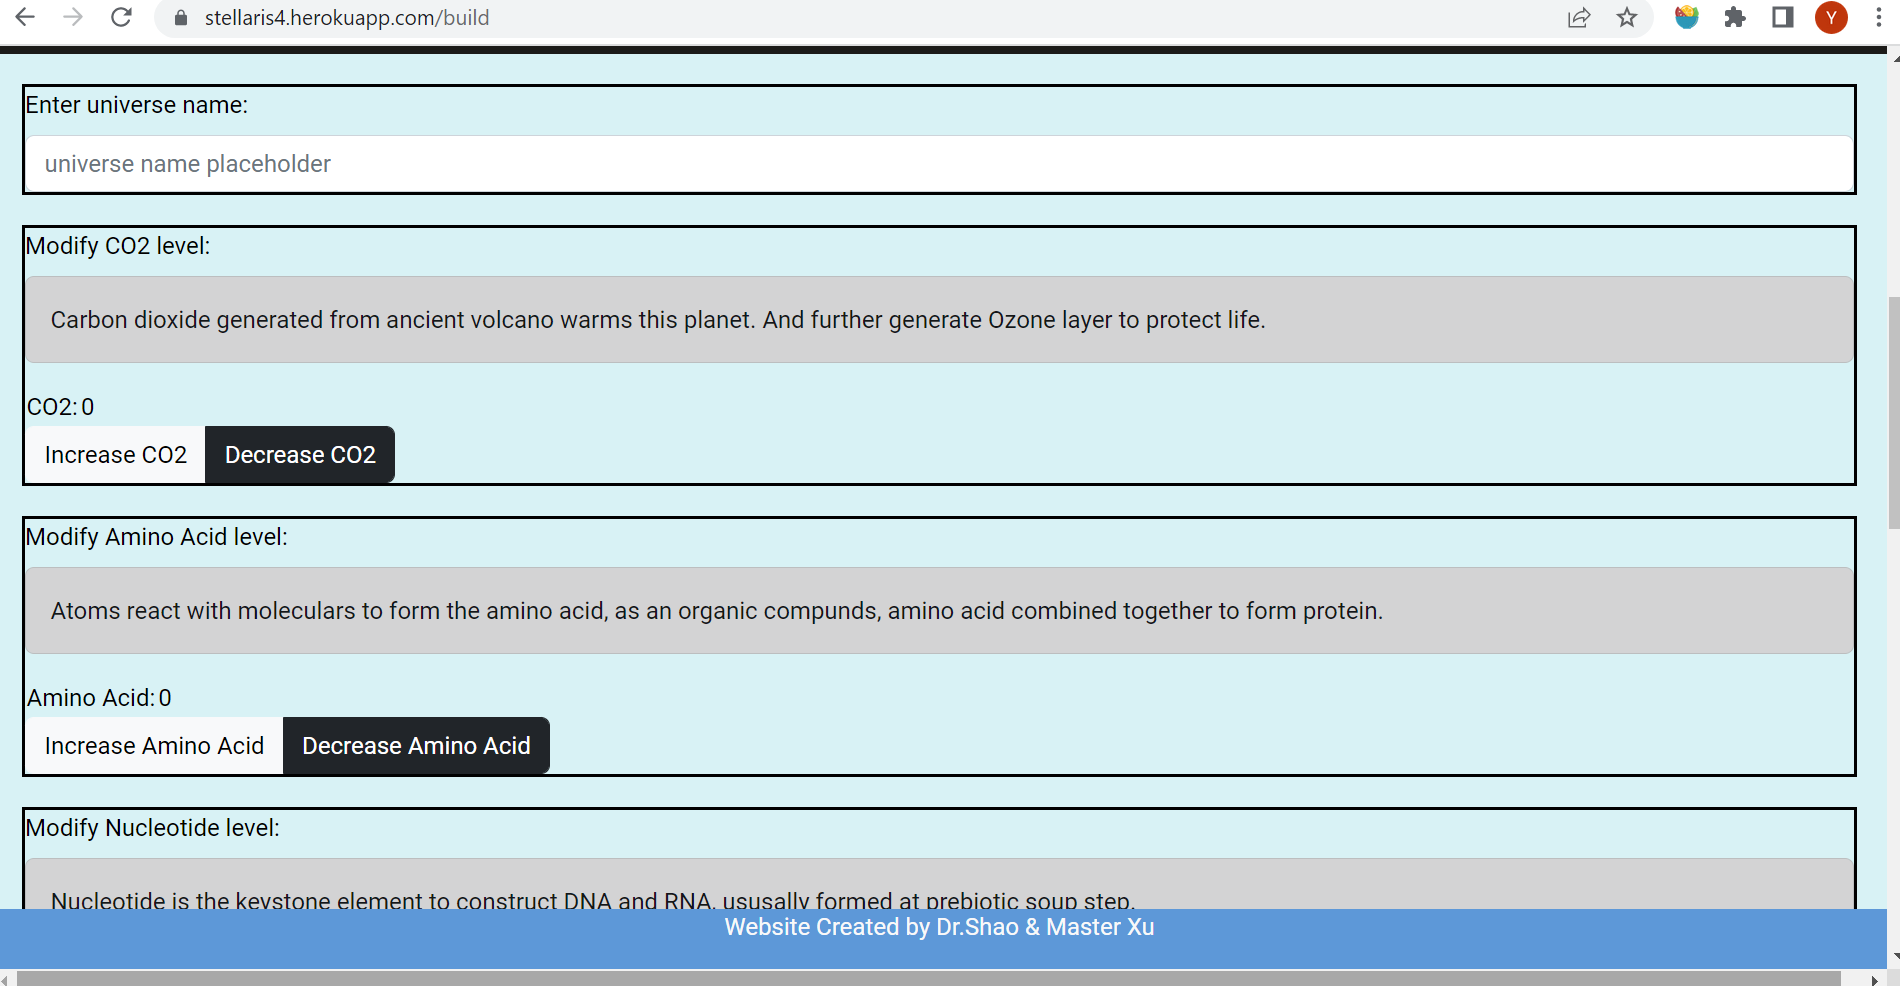 stellaris4.herokuapp.com/build
Y
Enter universe name:
universe name placeholder
Modify CO2 level:
Carbon dioxide generated from ancient volcano warms this planet. And further generate Ozone layer to protect life.
CO2: 0
Increase CO2 Decrease CO2
Modify Amino Acid level:
Atoms react with moleculars to form the amino acid, as an organic compunds, amino acid combined together to form protein.
Amino Acid: 0
Increase Amino Acid Decrease Amino Acid
Modify Nucleotide level:
Nucleotide is the keystone element to construct DNA and RNA, ususally formed at prebiotic soup step.
Website Created by Dr.Shao & Master Xu